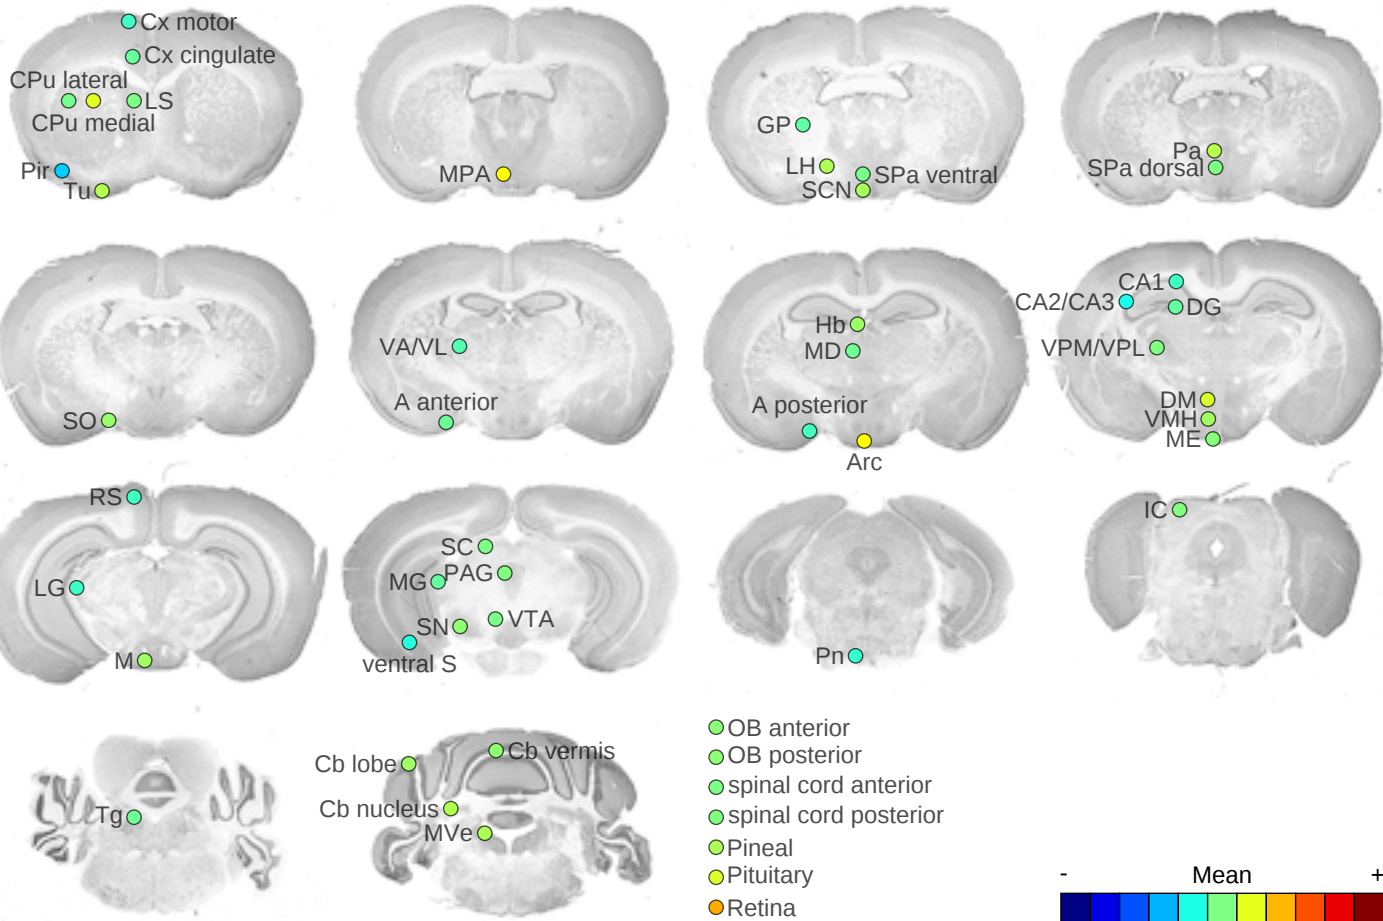 Cx motor
Cx cingulate
CPu lateral
LS
CPu medial
Pir
Tu
MPA
GP
LH
SPa ventral
SCN
Pa
SPa dorsal
SO
VA/VL
A anterior
Hb
MD
A posterior
Arc
CA1
CA2/CA3
DG
VPM/VPL
DM
VMH
ME
RS
LG
M
SC
MG
PAG
SN
VTA
ventral S
Pn
IC
Tg
Cb lobe
Cb vermis
Cb nucleus
MVe
OB anterior
OB posterior
spinal cord anterior
spinal cord posterior
Pineal
Pituitary
Retina
- Mean +